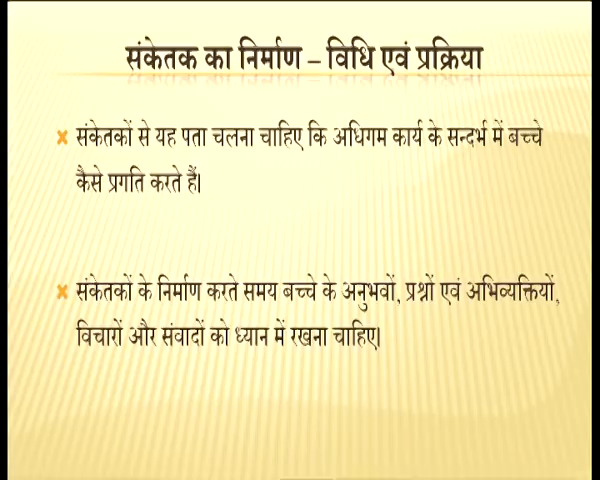 संकेतक का निर्माण – विधि एवं प्रक्रिया
संकेतकों से यह पता चलना चाहिए कि अधिगम कार्य के सन्दर्भ में बच्चे
कैसे प्रगति करते हैं।
संकेतकों के निर्माण करते समय बच्चे के अनुभवों, प्रश्नों एवं अभिव्यक्तियों,
विचारों और संवादों को ध्यान में रखना चाहिए।